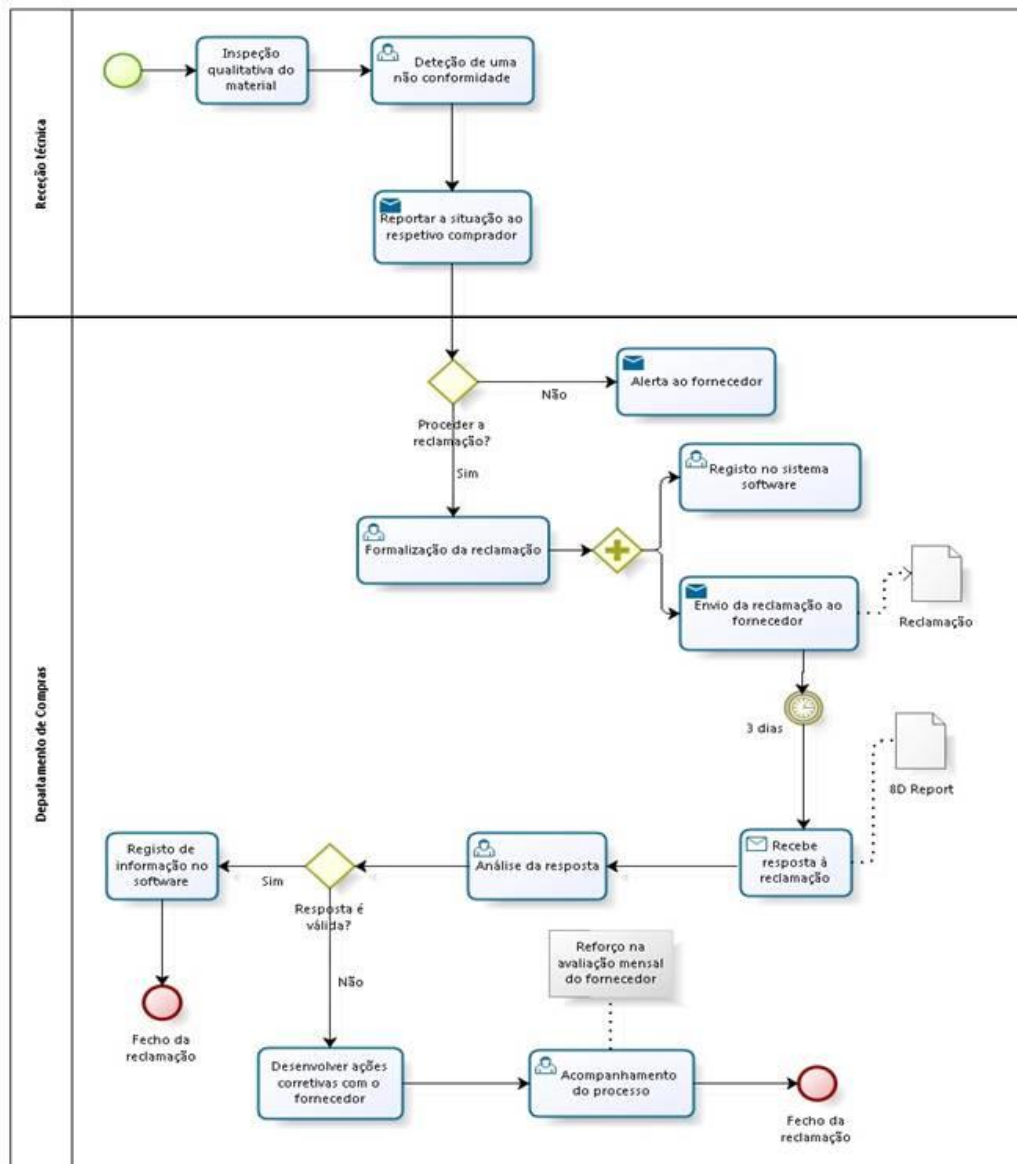 Receção técnica
Inspeção
qualitativa do
material
Deteção de uma
não conformidade
Reportar a situação ao
respetivo comprador
Departamento de Compras
Alerta ao fornecedor
Não
Proceder a
reclamação?
Sim
Registo no sistema
software
Formalização da reclamação
Envio da reclamação ao
fornecedor
Reclamação
3 dias
8D Report
Recebe
resposta à
reclamação
Análise da resposta
Resposta é
válida?
Sim
Registo de
informação no
software
Não
Fecho da
reclamação
Reforço na
avaliação mensal
do fornecedor
Desenvolver ações
corretivas com o
fornecedor
Acompanhamento
do processo
Fecho da
reclamação